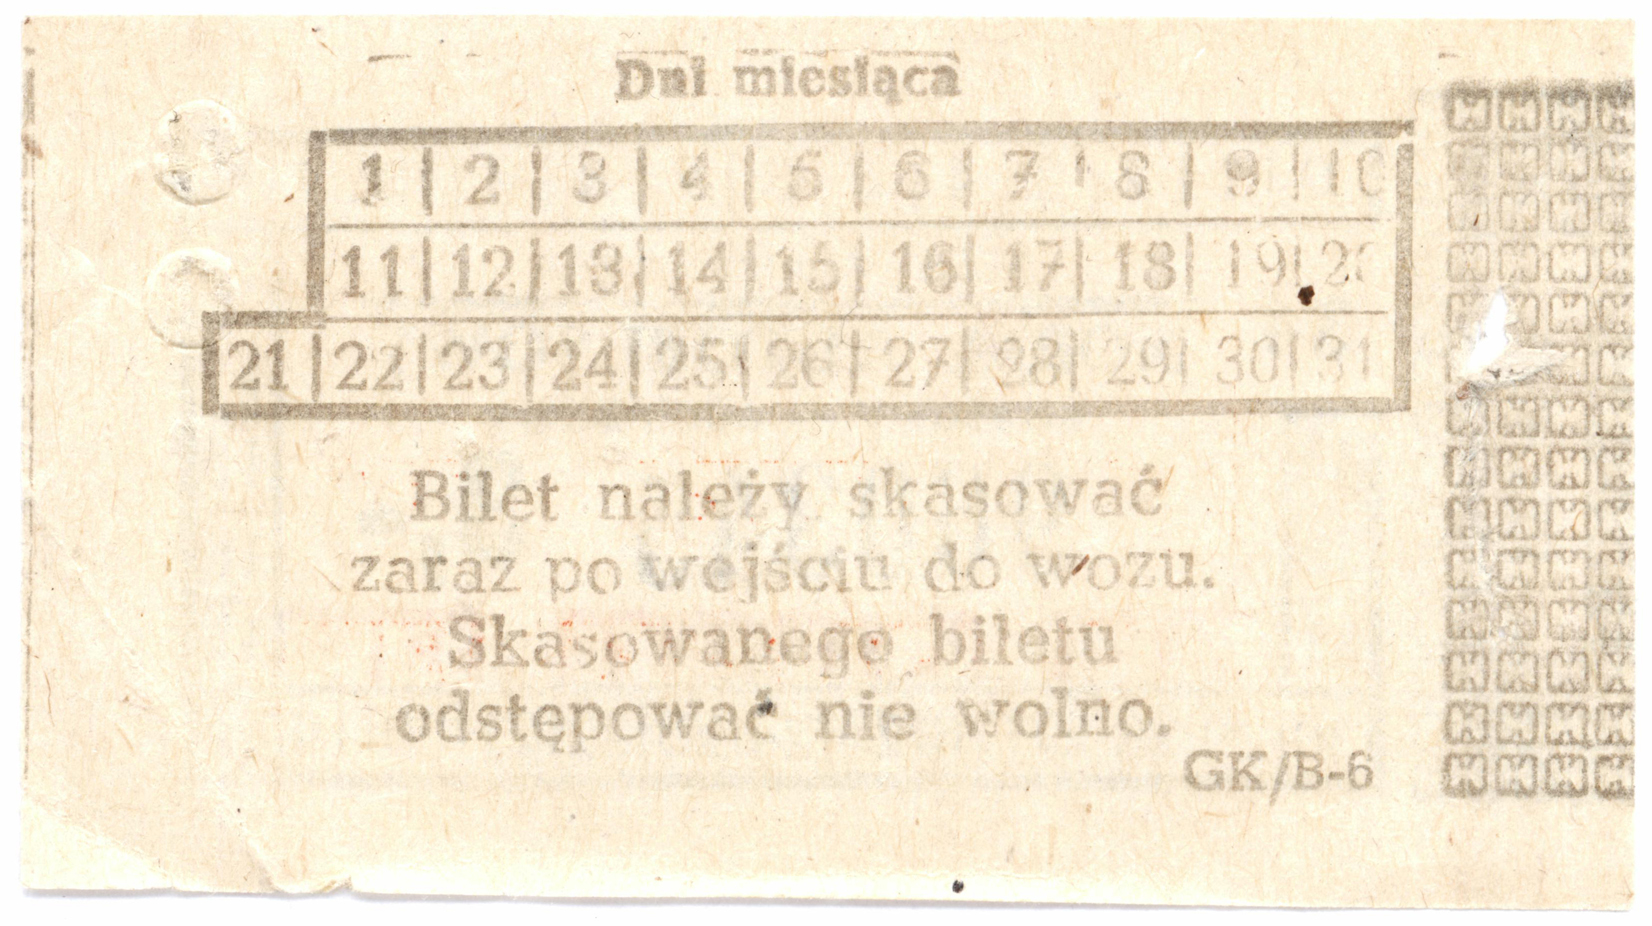 Dni miesiąca
1 | 2 | 3 | 4 | 5 | 6 | 7 | 8 | 9 | 10
11 | 12 | 13 | 14 | 15 | 16 | 17 | 18 | 19 | 20
21 | 22 | 23 | 24 | 25 | 26 | 27 | 28 | 29 | 30 | 31
Bilet należy skasować
zaraz po wejściu do wozu.
Skasowanego biletu
odstępować nie wolno.
GK/B-6